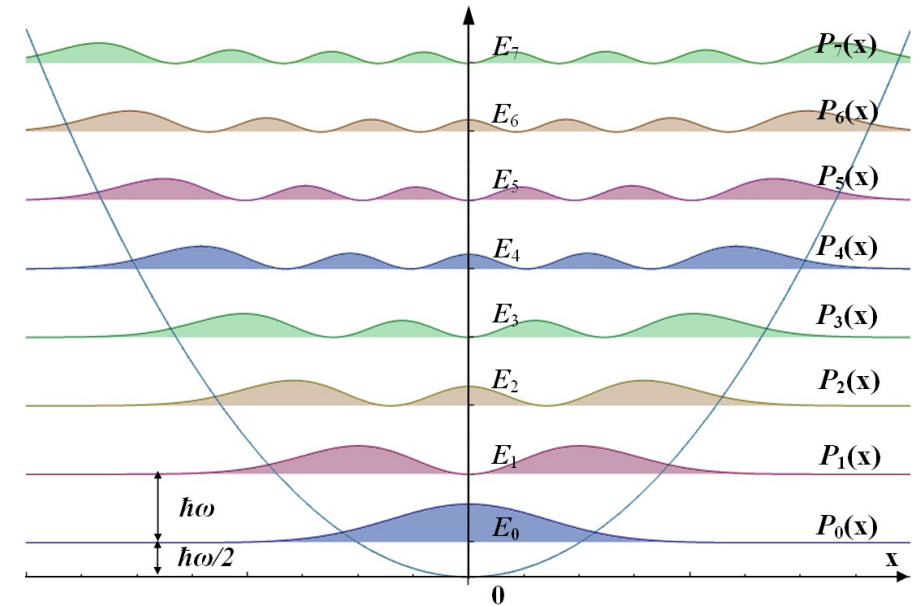 E₇ P₇(x)
E₆ P₆(x)
E₅ P₅(x)
E₄ P₄(x)
E₃ P₃(x)
E₂ P₂(x)
E₁ P₁(x)
ħω
E₀ P₀(x)
ħω/2
x
0